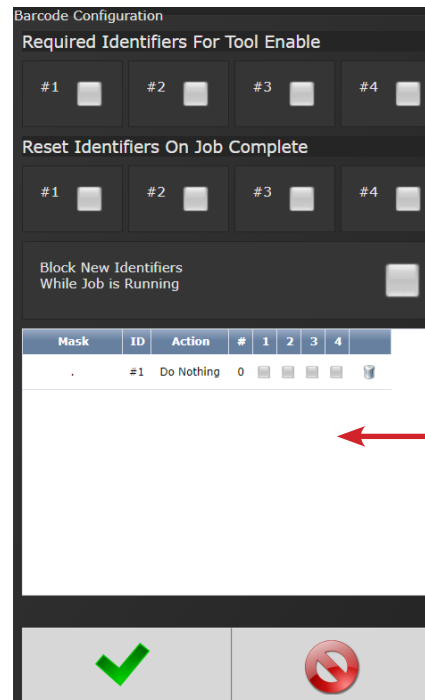 Barcode Configuration
Required Identifiers For Tool Enable
#1 #2 #3 #4
Reset Identifiers On Job Complete
#1 #2 #3 #4
Block New Identifiers
While Job is Running
Mask ID Action # 1 2 3 4
. #1 Do Nothing 0